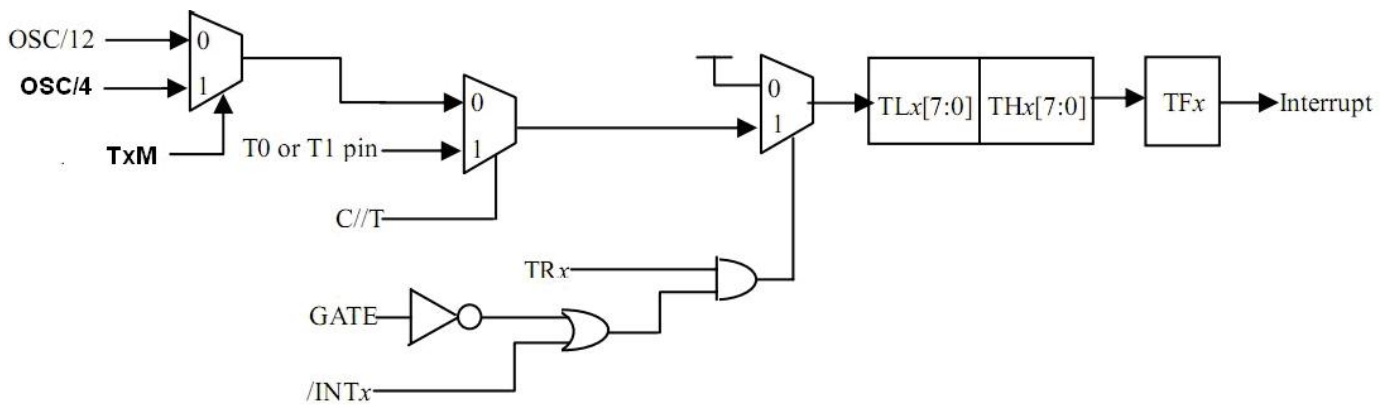 OSC/12
0
OSC/4
1
TxM
0
T0 or T1 pin
1
C//T
0
1
TLx[7:0]
THx[7:0]
TFx
Interrupt
TRx
GATE
/INTx